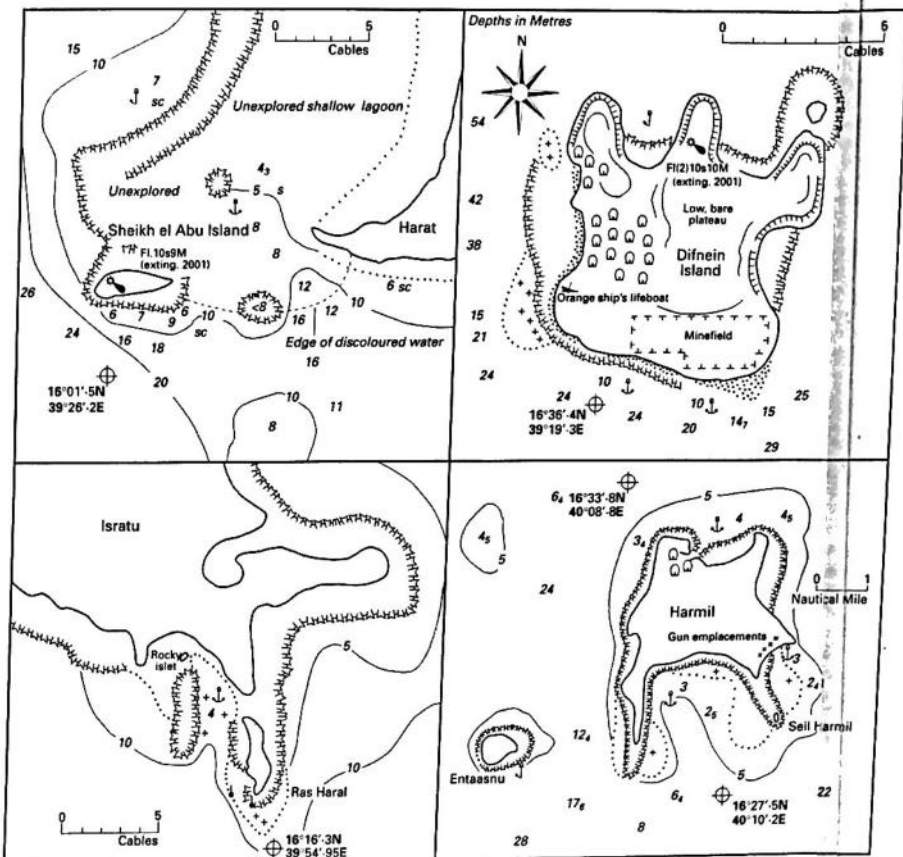 0 5
Cables
15
10
7
sc
Unexplored shallow lagoon
Unexplored
4₃
5 s
Sheikh el Abu Island
8
Harat
Fl.10s9M
(exting. 2001)
8
6 sc
12
26
<8
10
6 7 9 6 10
sc
16
12
24
16
18
Edge of discoloured water
16
20
16°01'·5N
39°26'·2E
10
11
8
Depths in Metres
N
0 5
Cables
54
Fl(2)10s10M
(exting. 2001)
42
Low, bare
plateau
38
Difnein
Island
Orange ship's lifeboat
15
Minefield
21
24
10
25
24
10
15
16°36'·4N
39°19'·3E
24
20
14₇
29
Isratu
5
Rocky
islet
4
10
10
Ras Haral
0 5
Cables
16°16'·3N
39°54'·95E
6₄
16°33'·8N
40°08'·8E
5
4
4₅
4₅
5
3₄
24
0 1
Nautical Mile
Harmil
Gun emplacements
3
2₄
3
2₅
Seil Harmil
12₄
Entaasnu
5
6₄
16°27'·5N
40°10'·2E
22
17₆
8
28